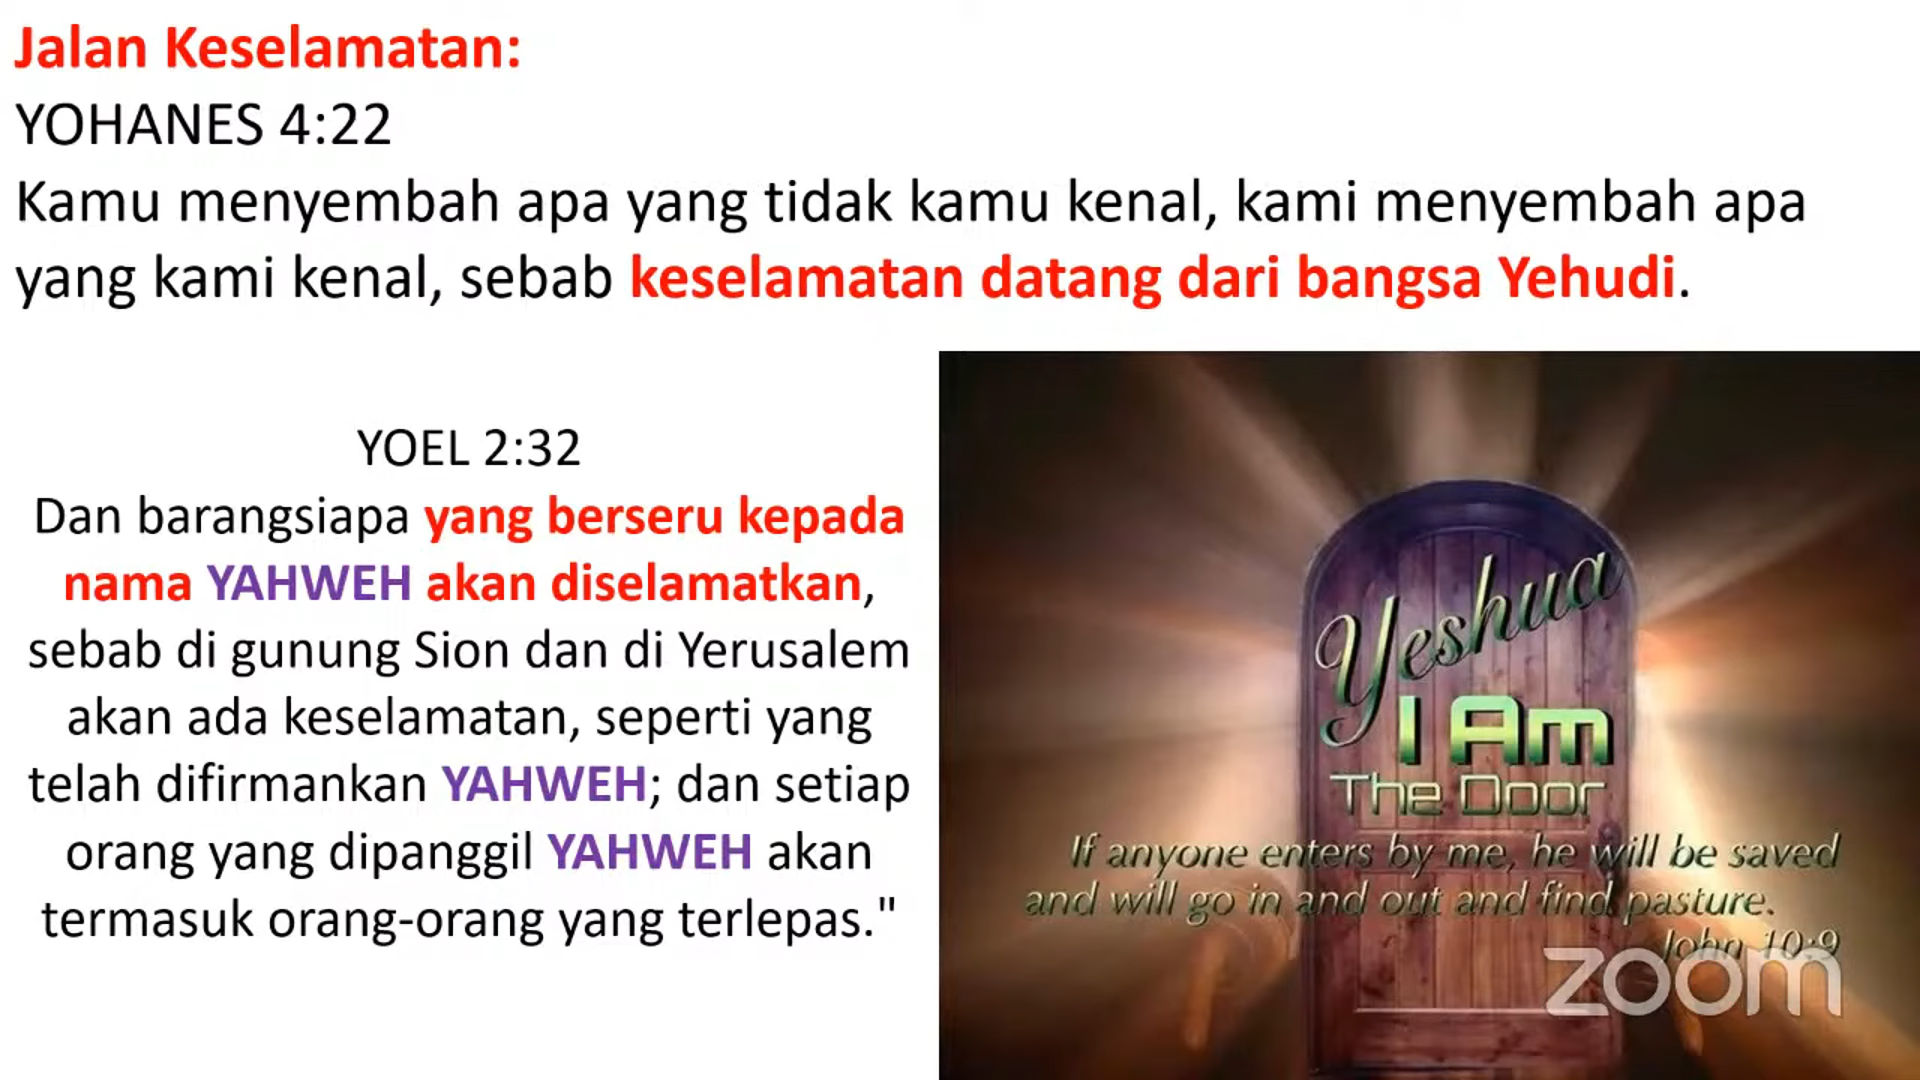 Jalan Keselamatan:
YOHANES 4:22
Kamu menyembah apa yang tidak kamu kenal, kami menyembah apa
yang kami kenal, sebab keselamatan datang dari bangsa Yehudi.
YOEL 2:32
Dan barangsiapa yang berseru kepada
nama YAHWEH akan diselamatkan,
sebab di gunung Sion dan di Yerusalem
akan ada keselamatan, seperti yang
telah difirmankan YAHWEH; dan setiap
orang yang dipanggil YAHWEH akan
termasuk orang-orang yang terlepas."
Yeshua
I Am
The Door
If anyone enters by me, he will be saved
and will go in and out and find pasture.
John 10:9
zoom